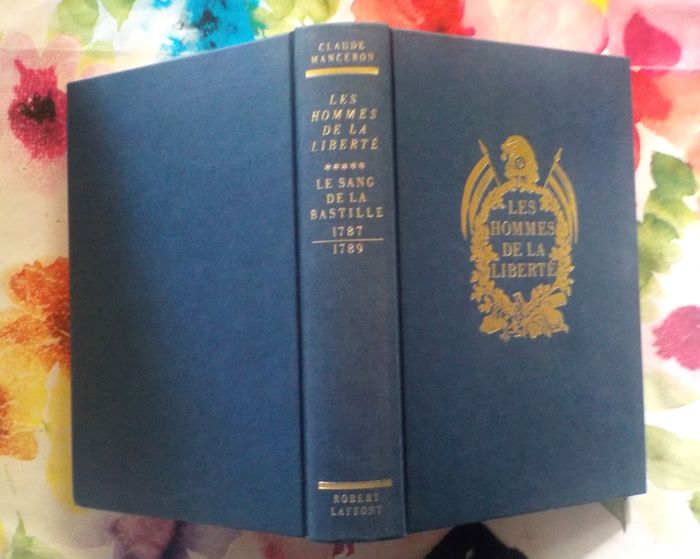 CLAUDE
MANCERON
LES
HOMMES
DE LA
LIBERTÉ
*****
LE SANG
DE LA
BASTILLE
1787
1789
ROBERT
LAFFONT
LES
HOMMES
DE LA
LIBERTÉ